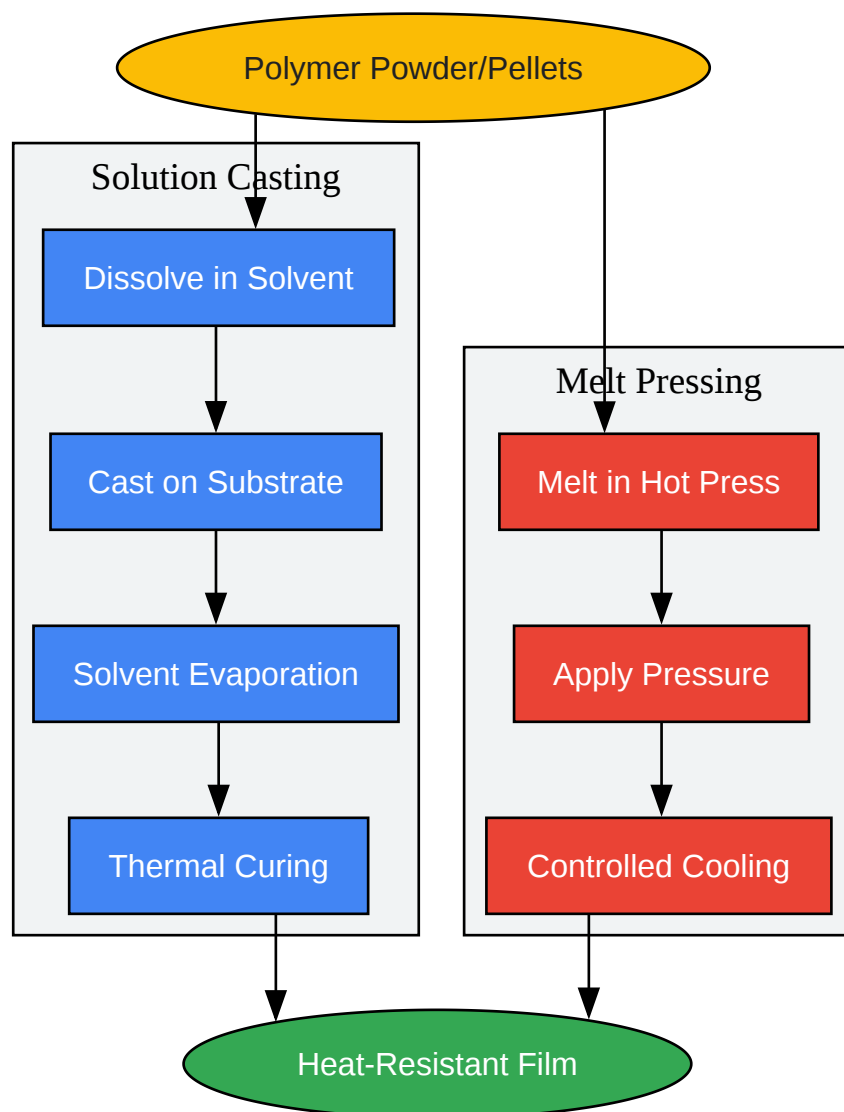 Polymer Powder/Pellets
Solution Casting
Dissolve in Solvent
Cast on Substrate
Solvent Evaporation
Thermal Curing
Melt Pressing
Melt in Hot Press
Apply Pressure
Controlled Cooling
Heat-Resistant Film